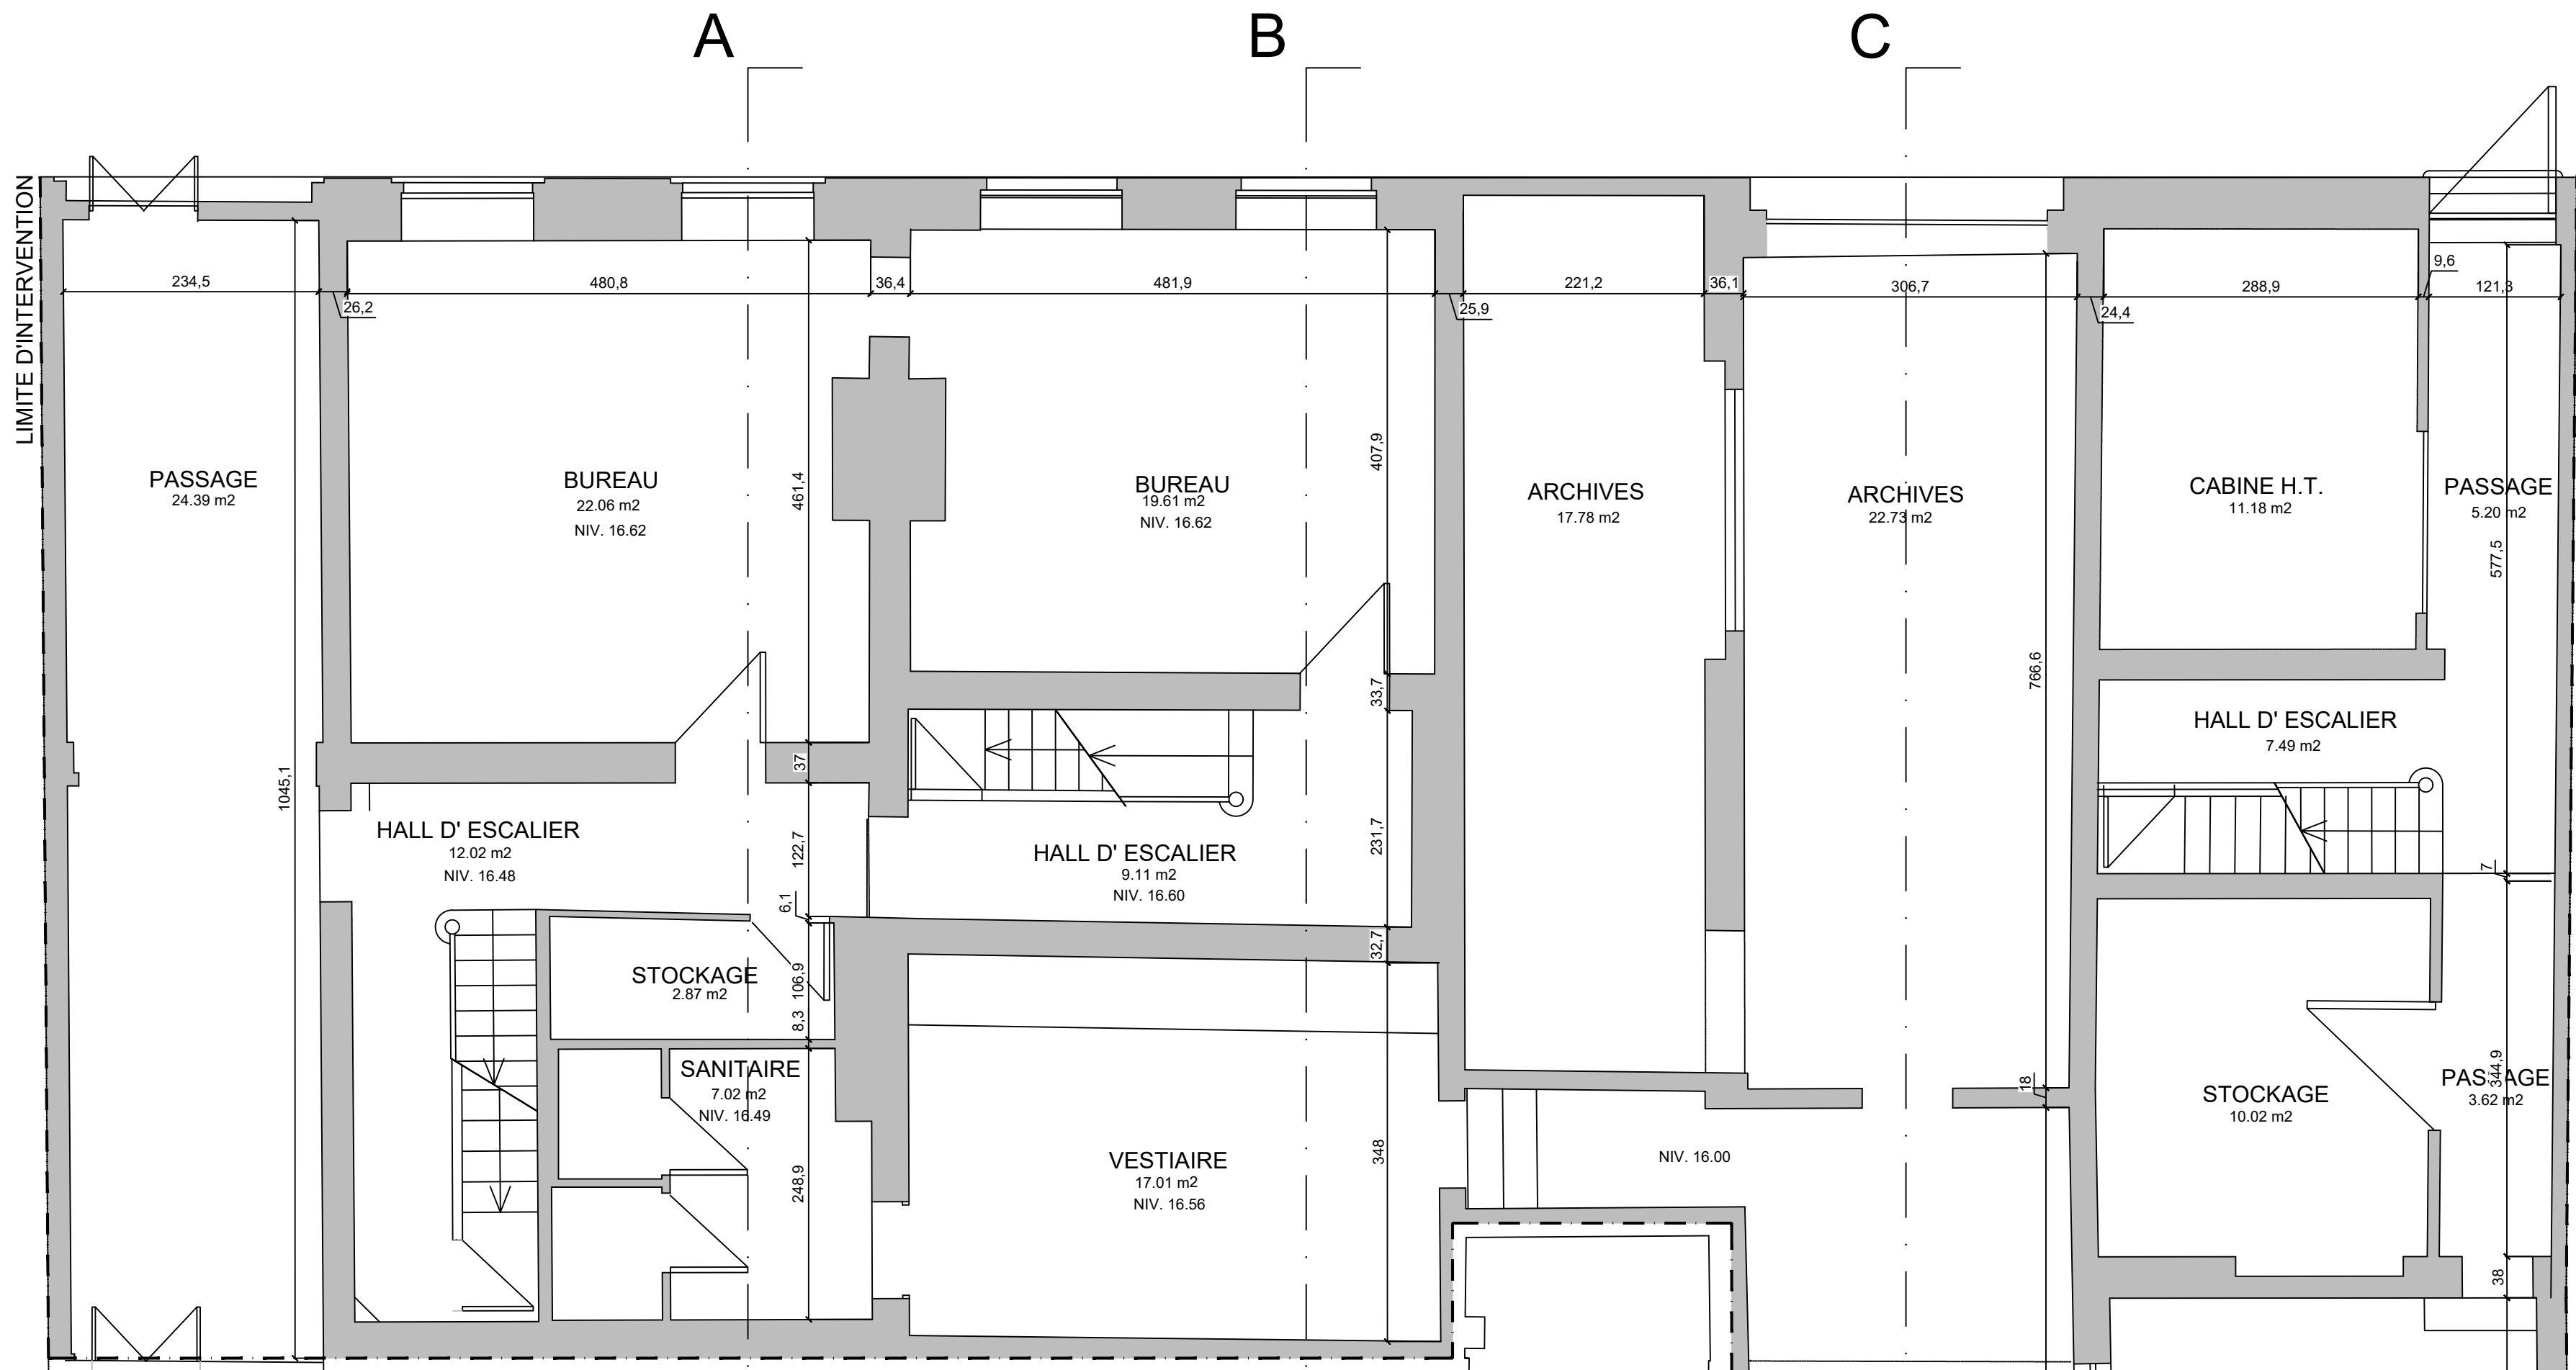 A
B
C
LIMITE D'INTERVENTION
234,5
26,2
480,8
36,4
481,9
25,9
221,2
36,1
306,7
24,4
288,9
9,6
121,3
PASSAGE
24.39 m2
1045,1
BUREAU
22.06 m2
NIV. 16.62
461,4
BUREAU
19.61 m2
NIV. 16.62
407,9
ARCHIVES
17.78 m2
ARCHIVES
22.73 m2
766,6
CABINE H.T.
11.18 m2
PASSAGE
5.20 m2
577,5
37
33,7
HALL D' ESCALIER
12.02 m2
NIV. 16.48
122,7
6,1
HALL D' ESCALIER
9.11 m2
NIV. 16.60
231,7
32,7
HALL D' ESCALIER
7.49 m2
7
STOCKAGE
2.87 m2
106,9
8,3
SANITAIRE
7.02 m2
NIV. 16.49
248,9
VESTIAIRE
17.01 m2
NIV. 16.56
348
NIV. 16.00
18
STOCKAGE
10.02 m2
PASSAGE
3.62 m2
344,9
38